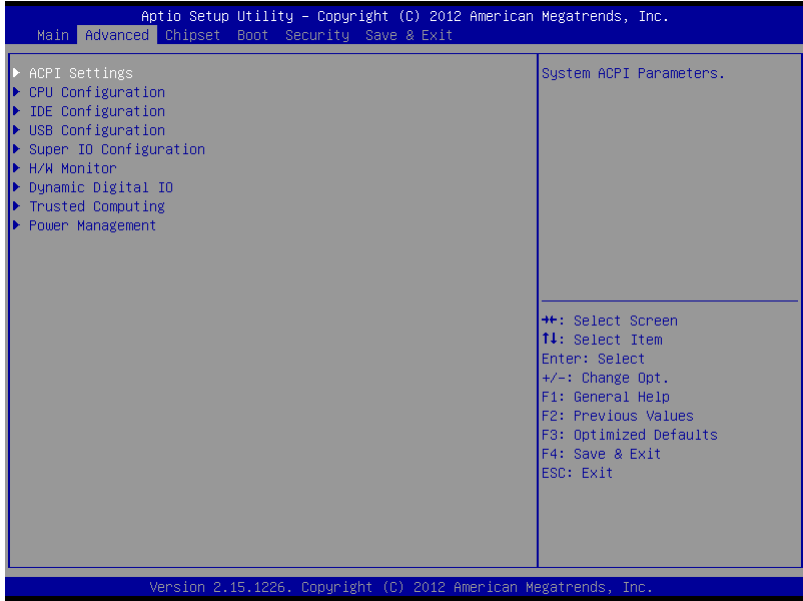 Aptio Setup Utility – Copyright (C) 2012 American Megatrends, Inc.
Main Advanced Chipset Boot Security Save & Exit
▶ ACPI Settings
▶ CPU Configuration
▶ IDE Configuration
▶ USB Configuration
▶ Super IO Configuration
▶ H/W Monitor
▶ Dynamic Digital IO
▶ Trusted Computing
▶ Power Management
System ACPI Parameters.
→←: Select Screen
↑↓: Select Item
Enter: Select
+/-: Change Opt.
F1: General Help
F2: Previous Values
F3: Optimized Defaults
F4: Save & Exit
ESC: Exit
Version 2.15.1226. Copyright (C) 2012 American Megatrends, Inc.